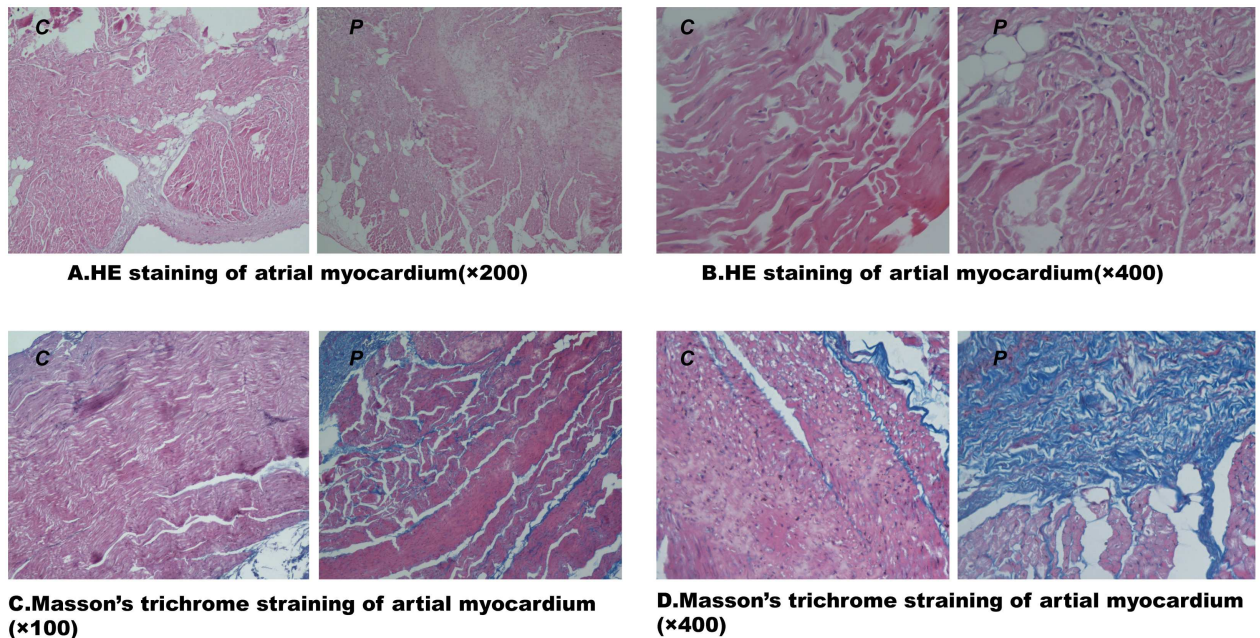 C
P
C
P
A.HE staining of atrial myocardium(×200)
B.HE staining of artial myocardium(×400)
C
P
C
P
C.Masson's trichrome straining of artial myocardium
(×100)
D.Masson's trichrome straining of artial myocardium
(×400)